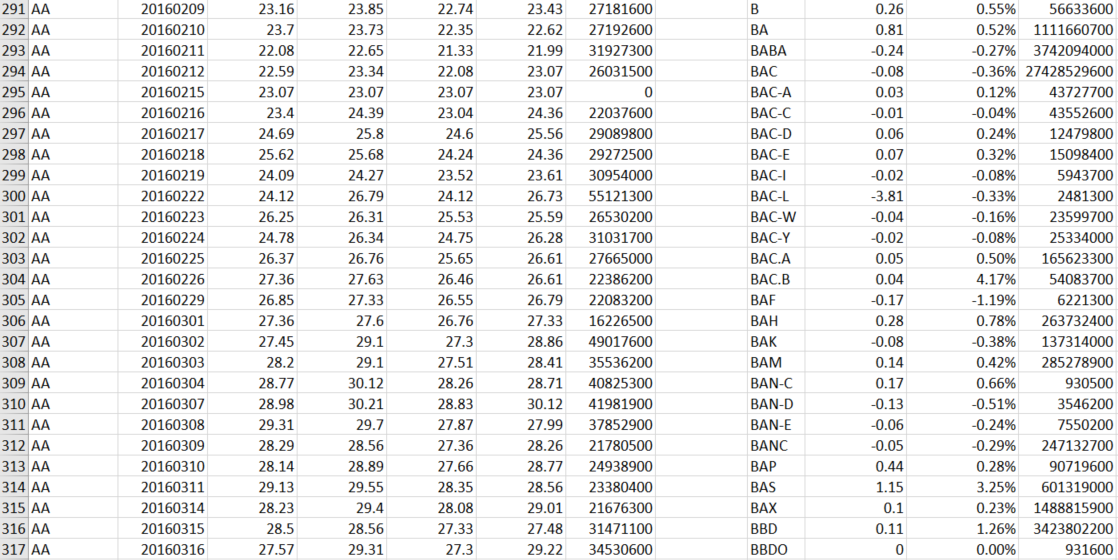 291 AA 20160209 23.16 23.85 22.74 23.43 27181600 B 0.26 0.55% 56633600
292 AA 20160210 23.7 23.73 22.35 22.62 27192600 BA 0.81 0.52% 1111660700
293 AA 20160211 22.08 22.65 21.33 21.99 31927300 BABA -0.24 -0.27% 3742094000
294 AA 20160212 22.59 23.34 22.08 23.07 26031500 BAC -0.08 -0.36% 27428529600
295 AA 20160215 23.07 23.07 23.07 23.07 0 BAC-A 0.03 0.12% 43727700
296 AA 20160216 23.4 24.39 23.04 24.36 22037600 BAC-C -0.01 -0.04% 43552600
297 AA 20160217 24.69 25.8 24.6 25.56 29089800 BAC-D 0.06 0.24% 12479800
298 AA 20160218 25.62 25.68 24.24 24.36 29272500 BAC-E 0.07 0.32% 15098400
299 AA 20160219 24.09 24.27 23.52 23.61 30954000 BAC-I -0.02 -0.08% 5943700
300 AA 20160222 24.12 26.79 24.12 26.73 55121300 BAC-L -3.81 -0.33% 2481300
301 AA 20160223 26.25 26.31 25.53 25.59 26530200 BAC-W -0.04 -0.16% 23599700
302 AA 20160224 24.78 26.34 24.75 26.28 31031700 BAC-Y -0.02 -0.08% 25334000
303 AA 20160225 26.37 26.76 25.65 26.61 27665000 BAC.A 0.05 0.50% 165623300
304 AA 20160226 27.36 27.63 26.46 26.61 22386200 BAC.B 0.04 4.17% 54083700
305 AA 20160229 26.85 27.33 26.55 26.79 22083200 BAF -0.17 -1.19% 6221300
306 AA 20160301 27.36 27.6 26.76 27.33 16226500 BAH 0.28 0.78% 263732400
307 AA 20160302 27.45 29.1 27.3 28.86 49017600 BAK -0.08 -0.38% 137314000
308 AA 20160303 28.2 29.1 27.51 28.41 35536200 BAM 0.14 0.42% 285278900
309 AA 20160304 28.77 30.12 28.26 28.71 40825300 BAN-C 0.17 0.66% 930500
310 AA 20160307 28.98 30.21 28.83 30.12 41981900 BAN-D -0.13 -0.51% 3546200
311 AA 20160308 29.31 29.7 27.87 27.99 37852900 BAN-E -0.06 -0.24% 7550200
312 AA 20160309 28.29 28.56 27.36 28.26 21780500 BANC -0.05 -0.29% 247132700
313 AA 20160310 28.14 28.89 27.66 28.77 24938900 BAP 0.44 0.28% 90719600
314 AA 20160311 29.13 29.55 28.35 28.56 23380400 BAS 1.15 3.25% 601319000
315 AA 20160314 28.23 29.4 28.08 29.01 21676300 BAX 0.1 0.23% 1488815900
316 AA 20160315 28.5 28.56 27.33 27.48 31471100 BBD 0.11 1.26% 3423802200
317 AA 20160316 27.57 29.31 27.3 29.22 34530600 BBDO 0 0.00% 931600